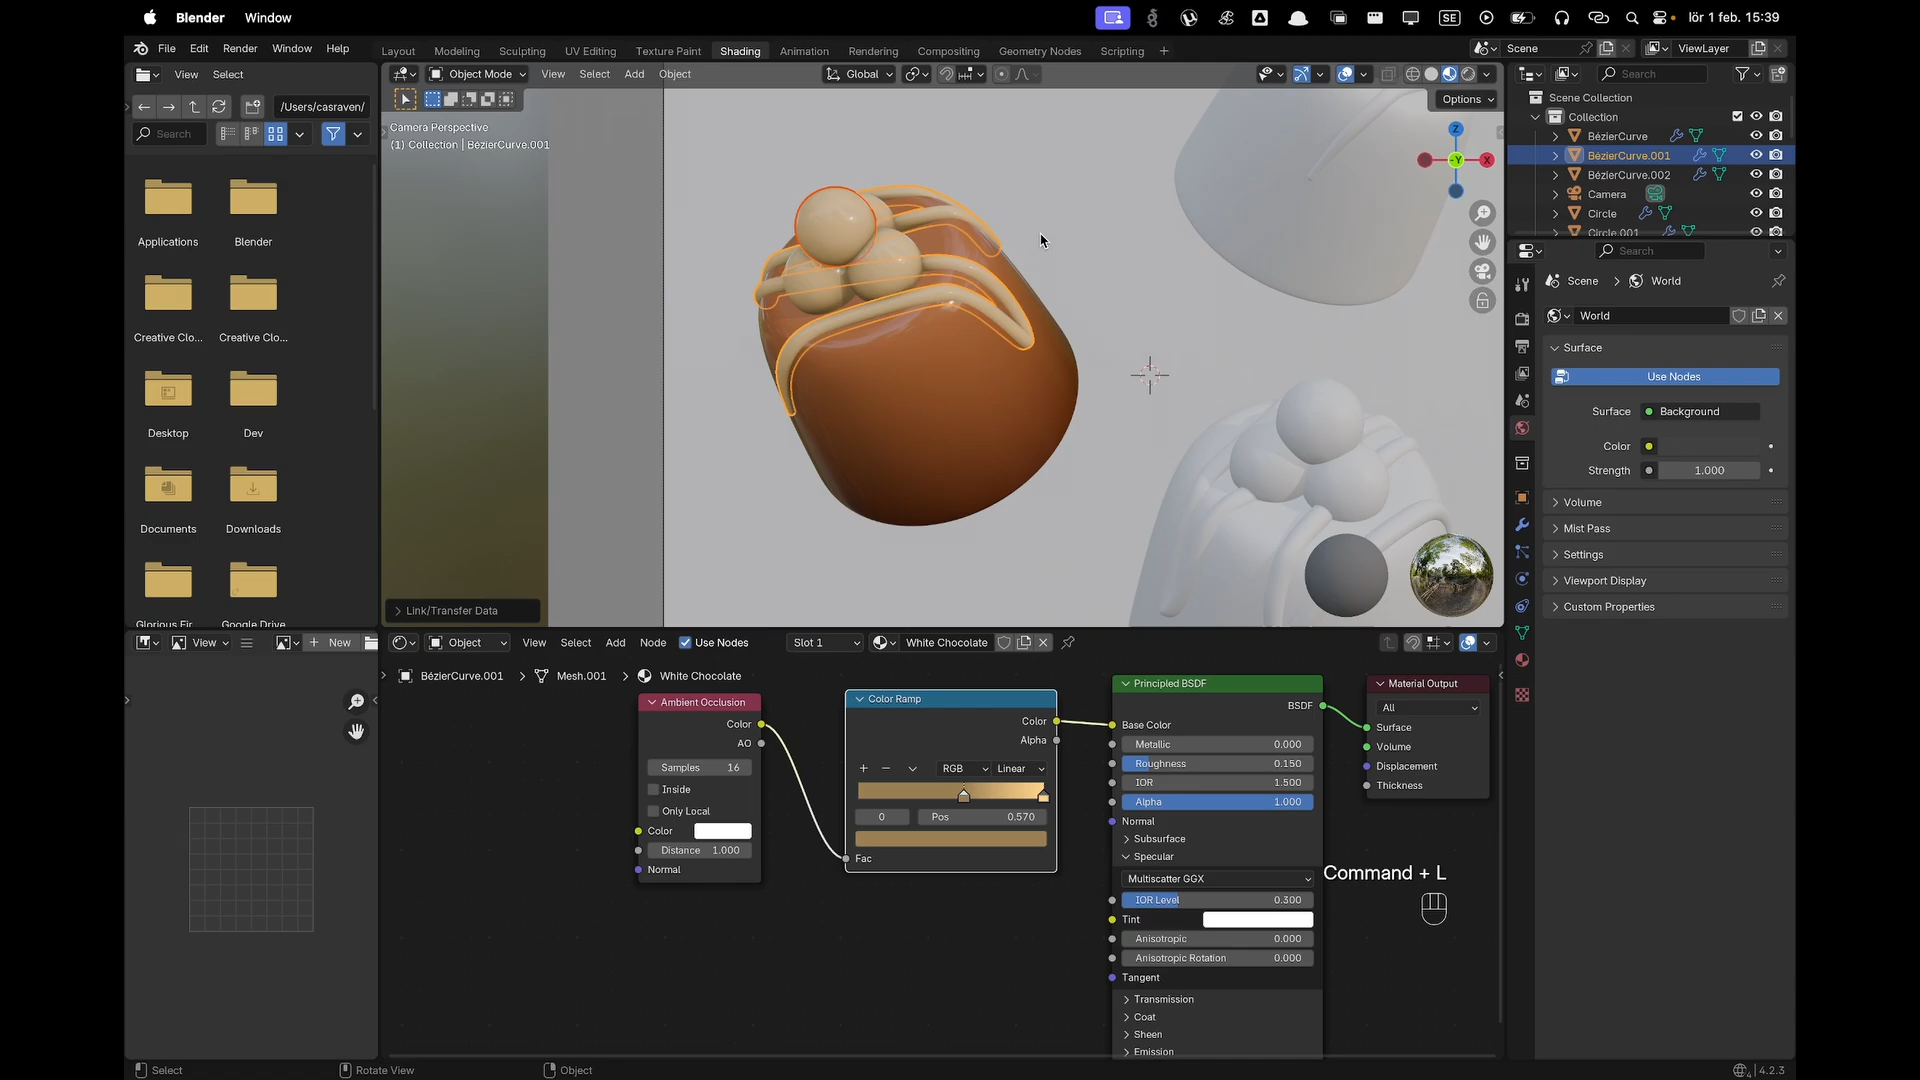 Blender Window
SE lör 1 feb. 15:39
File Edit Render Window Help
Layout Modeling Sculpting UV Editing Texture Paint Shading Animation Rendering Compositing Geometry Nodes Scripting +
Scene ViewLayer
View Select
Object Mode View Select Add Object Global
Search
/Users/casraven/
Search
Options
Camera Perspective
(1) Collection | BézierCurve.001
Z
X
-Y
Scene Collection
Collection
BézierCurve
BézierCurve.001
BézierCurve.002
Camera
Circle
Circle.001
Search
Scene > World
World
Surface
Use Nodes
Surface Background
Color
Strength 1.000
Volume
Mist Pass
Settings
Viewport Display
Custom Properties
Applications Blender
Creative Clo... Creative Clo...
Desktop Dev
Documents Downloads
Glorious Fir... Google Drive
Link/Transfer Data
View New
Object View Select Add Node Use Nodes Slot 1 White Chocolate
BézierCurve.001 > Mesh.001 > White Chocolate
Ambient Occlusion
Color
AO
Samples 16
Inside
Only Local
Color
Distance 1.000
Normal
Color Ramp
Color
Alpha
+ − RGB Linear
0 Pos 0.570
Fac
Principled BSDF
BSDF
Base Color
Metallic 0.000
Roughness 0.150
IOR 1.500
Alpha 1.000
Normal
Subsurface
Specular
Multiscatter GGX
IOR Level 0.300
Tint
Anisotropic 0.000
Anisotropic Rotation 0.000
Tangent
Transmission
Coat
Sheen
Emission
Material Output
All
Surface
Volume
Displacement
Thickness
Command + L
Select Rotate View Object 4.2.3